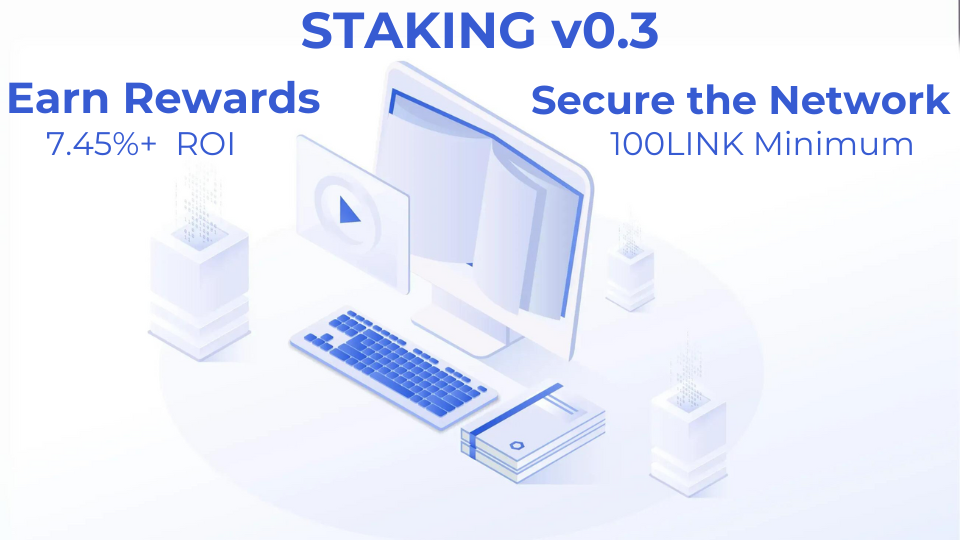 STAKING v0.3
Earn Rewards
7.45%+ ROI
Secure the Network
100LINK Minimum